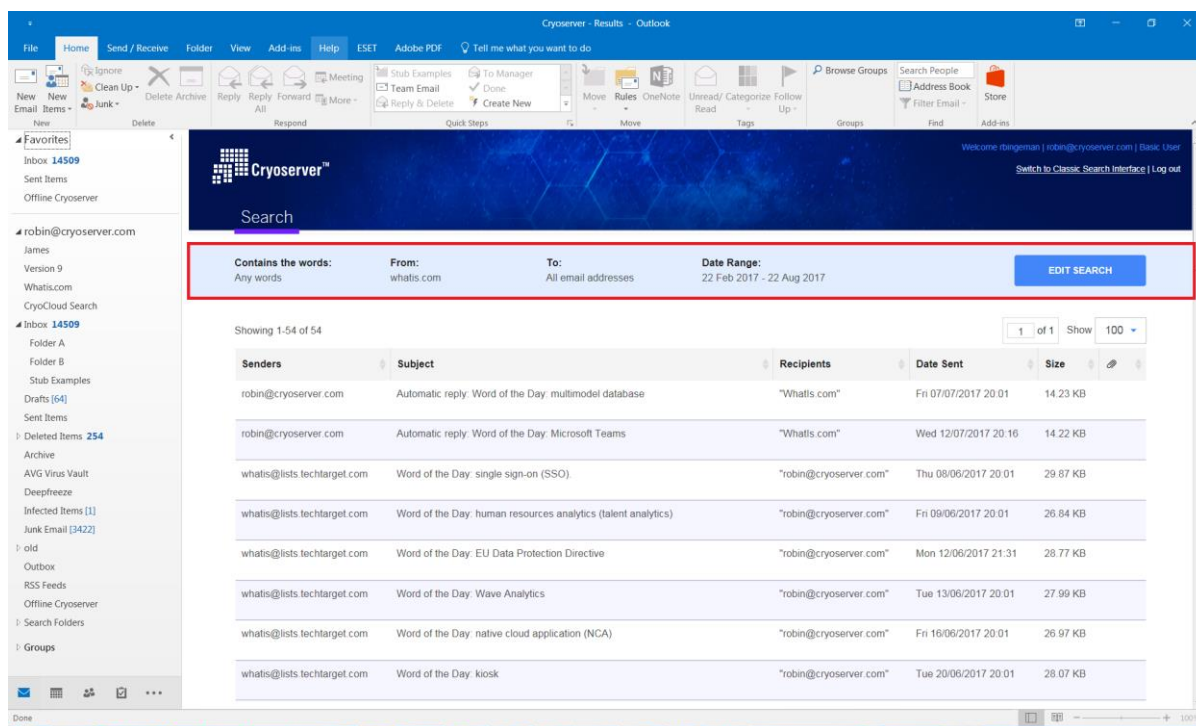 Cryoserver - Results - Outlook
File Home Send / Receive Folder View Add-ins Help ESET Adobe PDF Tell me what you want to do
New Email
New Items
Ignore
Clean Up
Junk
Delete
Archive
Reply
Reply All
Forward
Meeting
More
Stub Examples
Team Email
Reply & Delete
To Manager
Done
Create New
Move
Rules
OneNote
Unread/ Read
Categorize
Follow Up
Browse Groups
Search People
Address Book
Filter Email
Store
New Delete Respond Quick Steps Move Tags Groups Find Add-ins
Favorites
Inbox 14509
Sent Items
Offline Cryoserver
robin@cryoserver.com
James
Version 9
Whatis.com
CryoCloud Search
Inbox 14509
Folder A
Folder B
Stub Examples
Drafts [64]
Sent Items
Deleted Items 254
Archive
AVG Virus Vault
Deepfreeze
Infected Items [1]
Junk Email [3422]
old
Outbox
RSS Feeds
Offline Cryoserver
Search Folders
Groups
Cryoserver™
Welcome rbingeman | robin@cryoserver.com | Basic User
Switch to Classic Search Interface | Log out
Search
Contains the words: From: To: Date Range:
Any words whatis.com All email addresses 22 Feb 2017 - 22 Aug 2017
EDIT SEARCH
Showing 1-54 of 54 1 of 1 Show 100
Senders Subject Recipients Date Sent Size
robin@cryoserver.com Automatic reply: Word of the Day: multimodel database "WhatIs.com" Fri 07/07/2017 20:01 14.23 KB
robin@cryoserver.com Automatic reply: Word of the Day: Microsoft Teams "WhatIs.com" Wed 12/07/2017 20:16 14.22 KB
whatis@lists.techtarget.com Word of the Day: single sign-on (SSO) "robin@cryoserver.com" Thu 08/06/2017 20:01 29.87 KB
whatis@lists.techtarget.com Word of the Day: human resources analytics (talent analytics) "robin@cryoserver.com" Fri 09/06/2017 20:01 26.84 KB
whatis@lists.techtarget.com Word of the Day: EU Data Protection Directive "robin@cryoserver.com" Mon 12/06/2017 21:31 28.77 KB
whatis@lists.techtarget.com Word of the Day: Wave Analytics "robin@cryoserver.com" Tue 13/06/2017 20:01 27.99 KB
whatis@lists.techtarget.com Word of the Day: native cloud application (NCA) "robin@cryoserver.com" Fri 16/06/2017 20:01 26.97 KB
whatis@lists.techtarget.com Word of the Day: kiosk "robin@cryoserver.com" Tue 20/06/2017 20:01 28.07 KB
Done